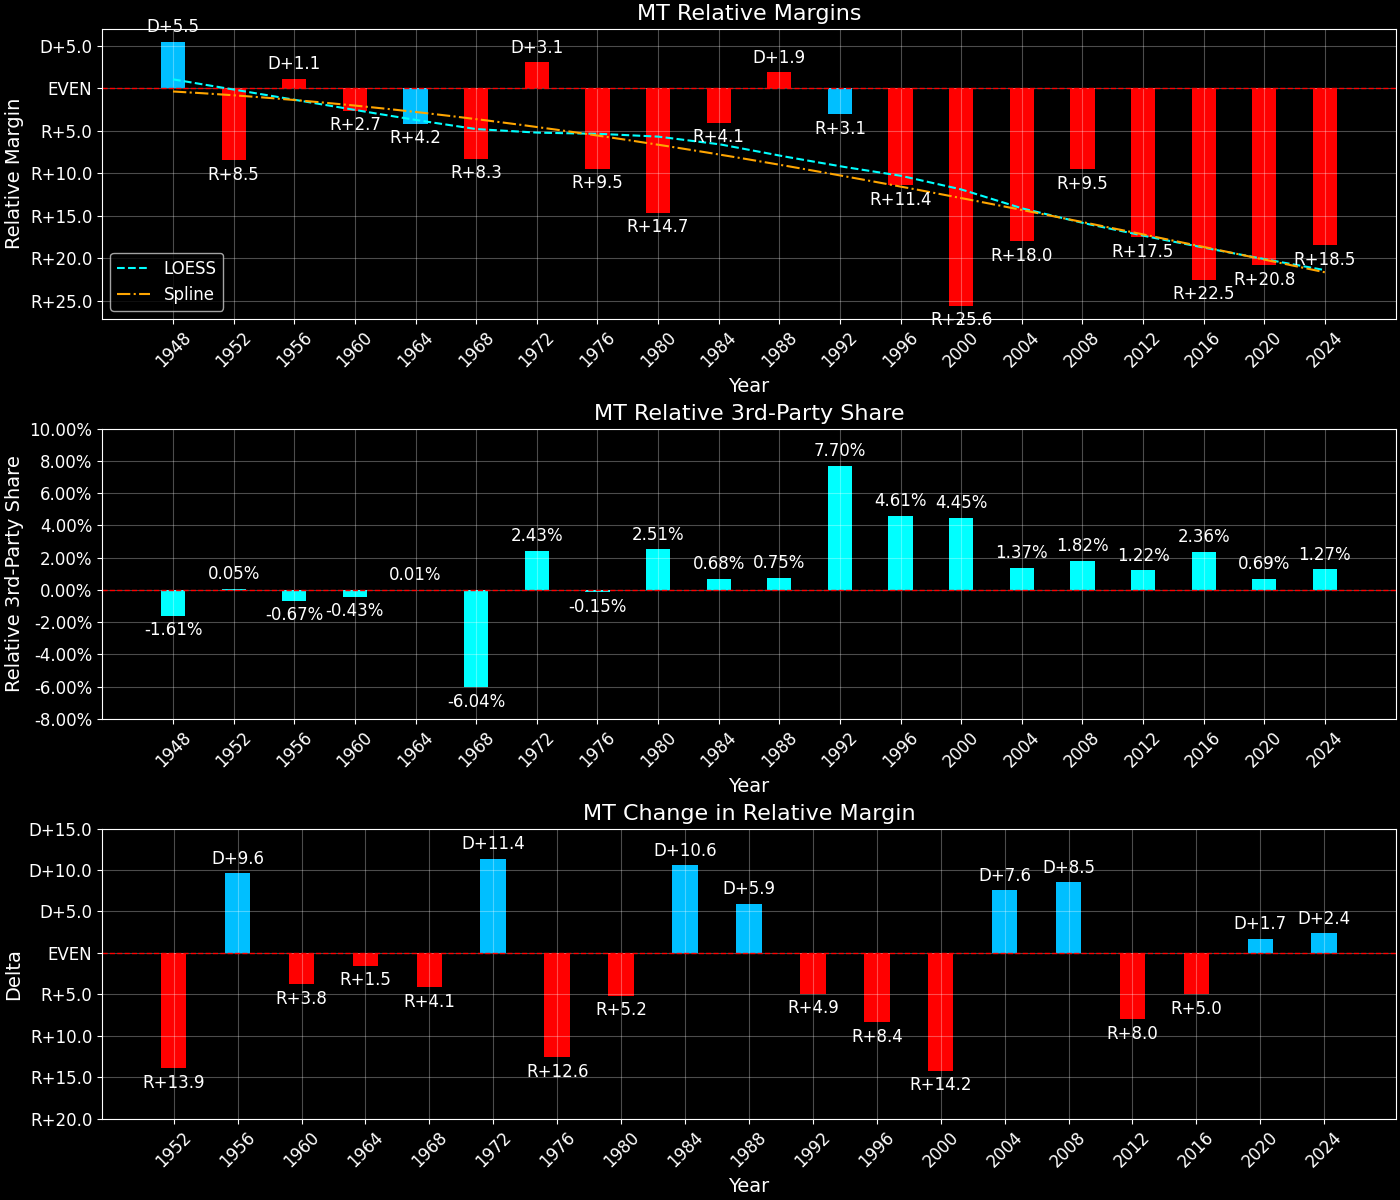 MT Relative Margins
Relative Margin
D+5.0
EVEN
R+5.0
R+10.0
R+15.0
R+20.0
R+25.0
D+5.5
R+8.5
D+1.1
R+2.7
R+4.2
R+8.3
D+3.1
R+9.5
R+14.7
R+4.1
D+1.9
R+3.1
R+11.4
R+25.6
R+18.0
R+9.5
R+17.5
R+22.5
R+20.8
R+18.5
LOESS
Spline
1948 1952 1956 1960 1964 1968 1972 1976 1980 1984 1988 1992 1996 2000 2004 2008 2012 2016 2020 2024
Year
MT Relative 3rd-Party Share
Relative 3rd-Party Share
10.00%
8.00%
6.00%
4.00%
2.00%
0.00%
-2.00%
-4.00%
-6.00%
-8.00%
-1.61%
0.05%
-0.67%
-0.43%
0.01%
-6.04%
2.43%
-0.15%
2.51%
0.68%
0.75%
7.70%
4.61%
4.45%
1.37%
1.82%
1.22%
2.36%
0.69%
1.27%
1948 1952 1956 1960 1964 1968 1972 1976 1980 1984 1988 1992 1996 2000 2004 2008 2012 2016 2020 2024
Year
MT Change in Relative Margin
Delta
D+15.0
D+10.0
D+5.0
EVEN
R+5.0
R+10.0
R+15.0
R+20.0
R+13.9
D+9.6
R+3.8
R+1.5
R+4.1
D+11.4
R+12.6
R+5.2
D+10.6
D+5.9
R+4.9
R+8.4
R+14.2
D+7.6
D+8.5
R+8.0
R+5.0
D+1.7
D+2.4
1952 1956 1960 1964 1968 1972 1976 1980 1984 1988 1992 1996 2000 2004 2008 2012 2016 2020 2024
Year